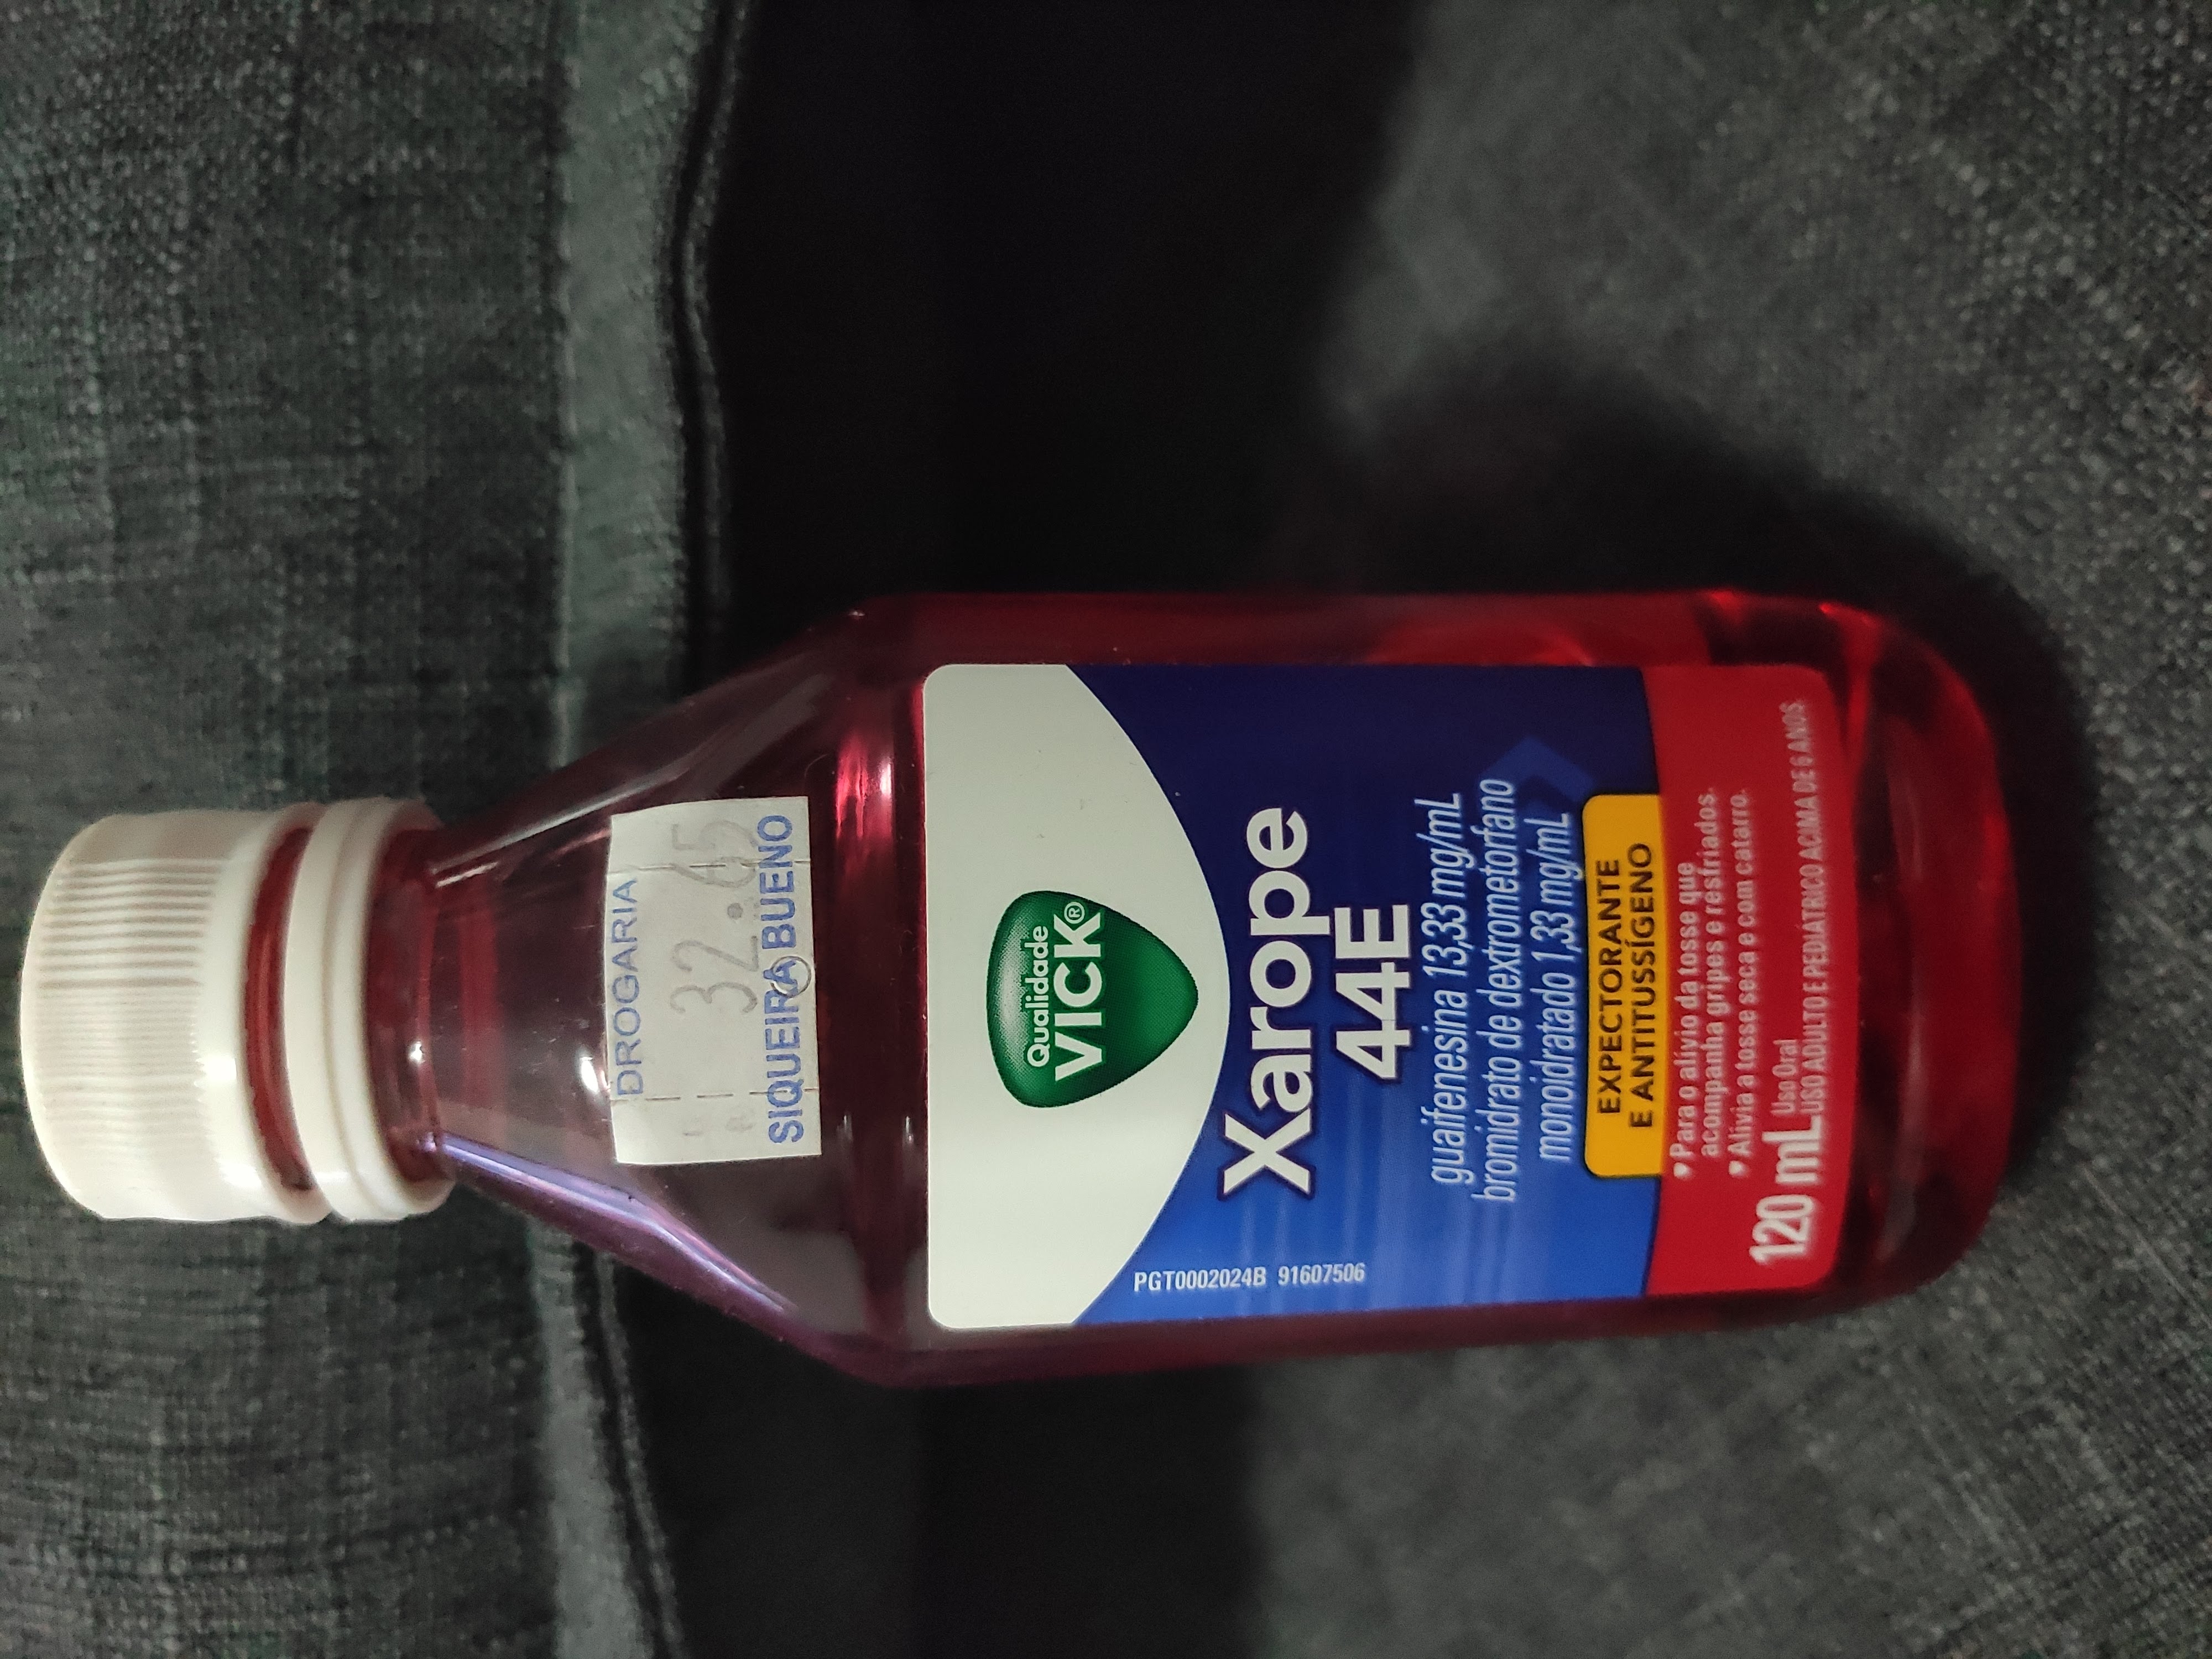 DROGARIA
32.65
SIQUEIRA BUENO
Qualidade
VICK®
PGT0002024B 91607506
Xarope
44E
guaifenesina 13,33 mg/mL
bromidrato de dextrometorfano
monoidratado 1,33 mg/mL
EXPECTORANTE
E ANTITUSSÍGENO
Para o alívio da tosse que
acompanha gripes e resfriados.
Alivia a tosse seca e com catarro.
120 mL
Uso Oral
USO ADULTO E PEDIÁTRICO ACIMA DE 6 ANOS.